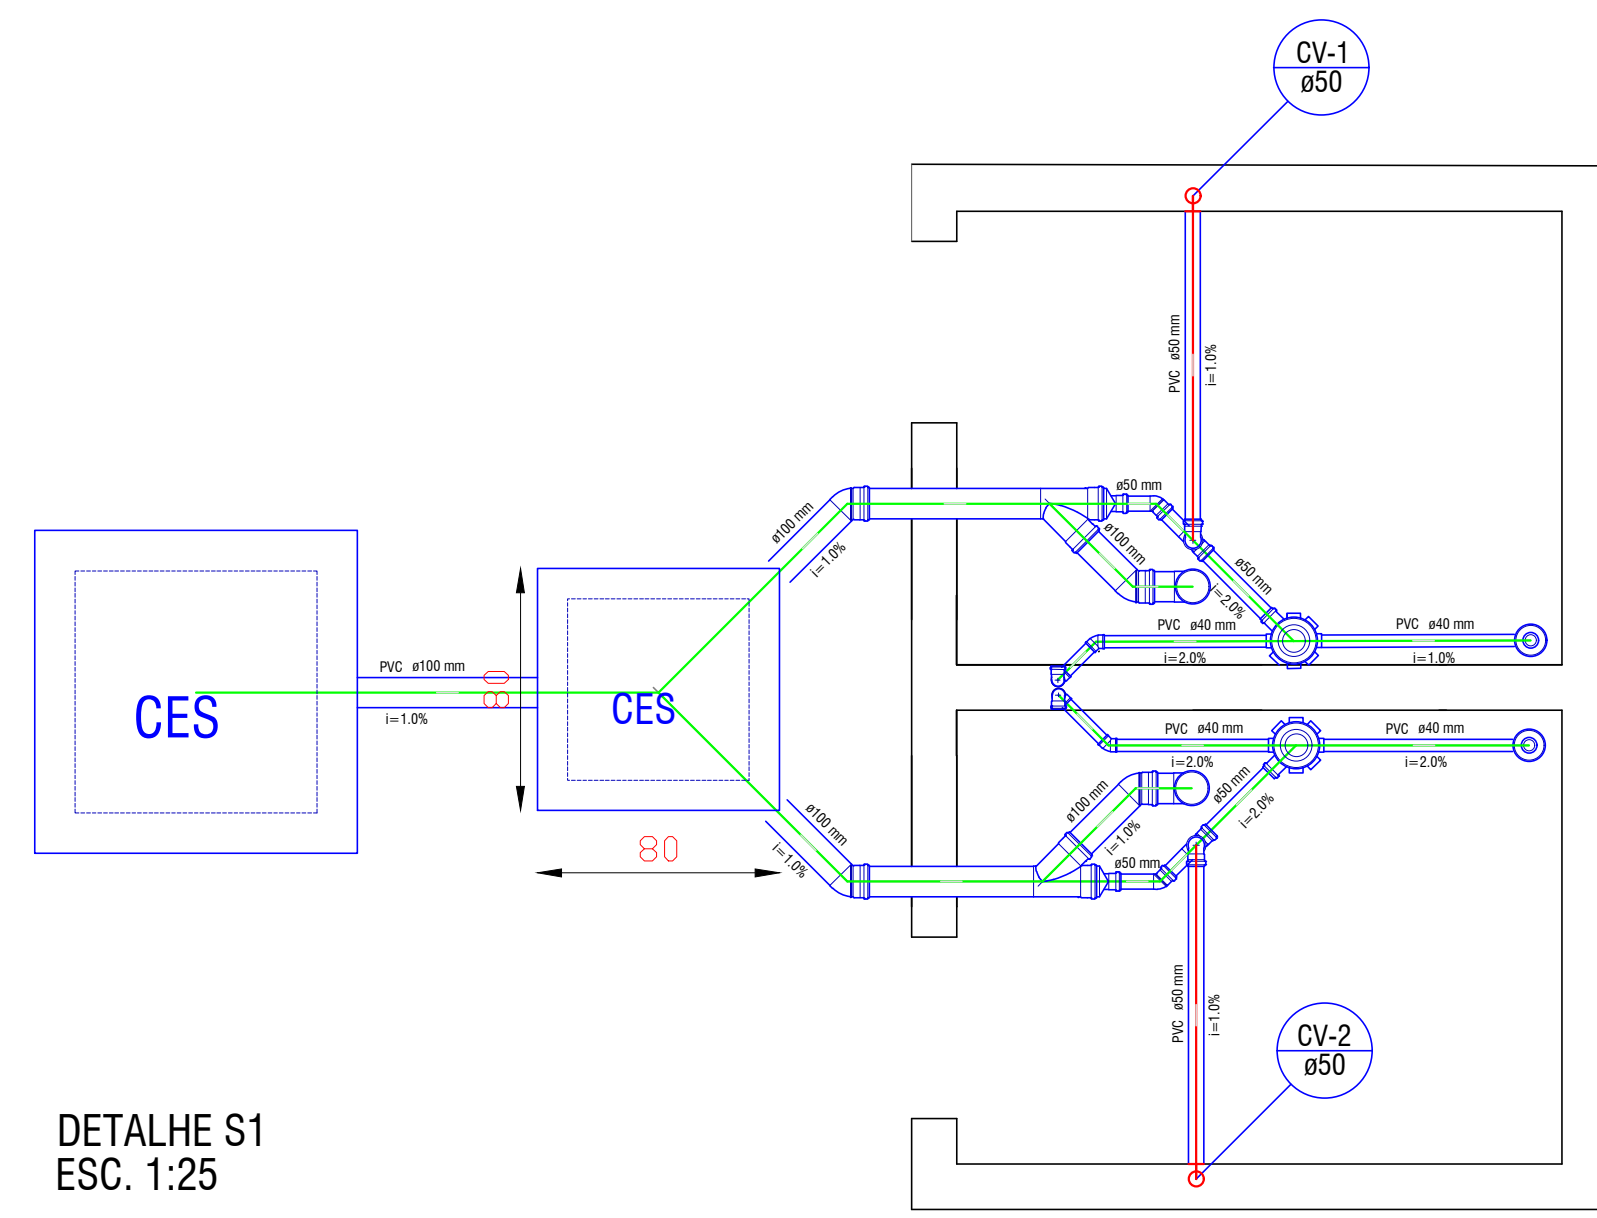 CV-1
ø50
PVC ø50 mm
i=1.0%
ø50 mm
ø100 mm
i=1.0%
ø100 mm
ø50 mm
i=2.0%
PVC ø40 mm
i=2.0%
PVC ø40 mm
i=1.0%
PVC ø100 mm
i=1.0%
80
CES
CES
PVC ø40 mm
i=2.0%
PVC ø40 mm
i=2.0%
ø100 mm
i=1.0%
80
ø100 mm
i=1.0%
ø50 mm
i=2.0%
ø50 mm
PVC ø50 mm
i=1.0%
CV-2
ø50
DETALHE S1
ESC. 1:25